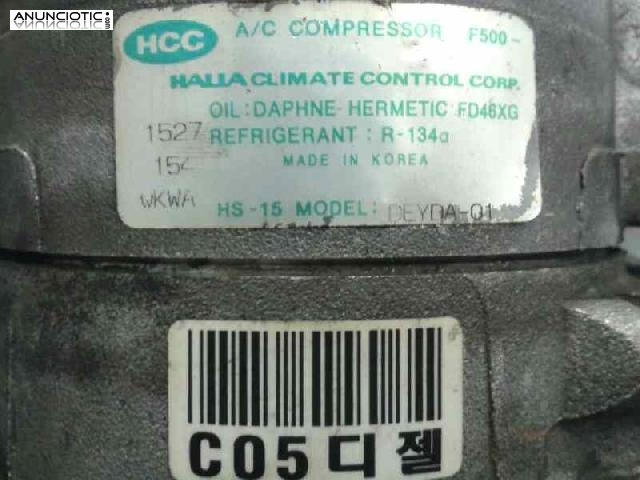 ANUNCIOTIC
HCC A/C COMPRESSOR F500-
HALLA CLIMATE CONTROL CORP.
OIL: DAPHNE HERMETIC FD46XG
1527 REFRIGERANT : R-134a
MADE IN KOREA
WKWA
HS-15 MODEL: DEYDA-01
C05디젤